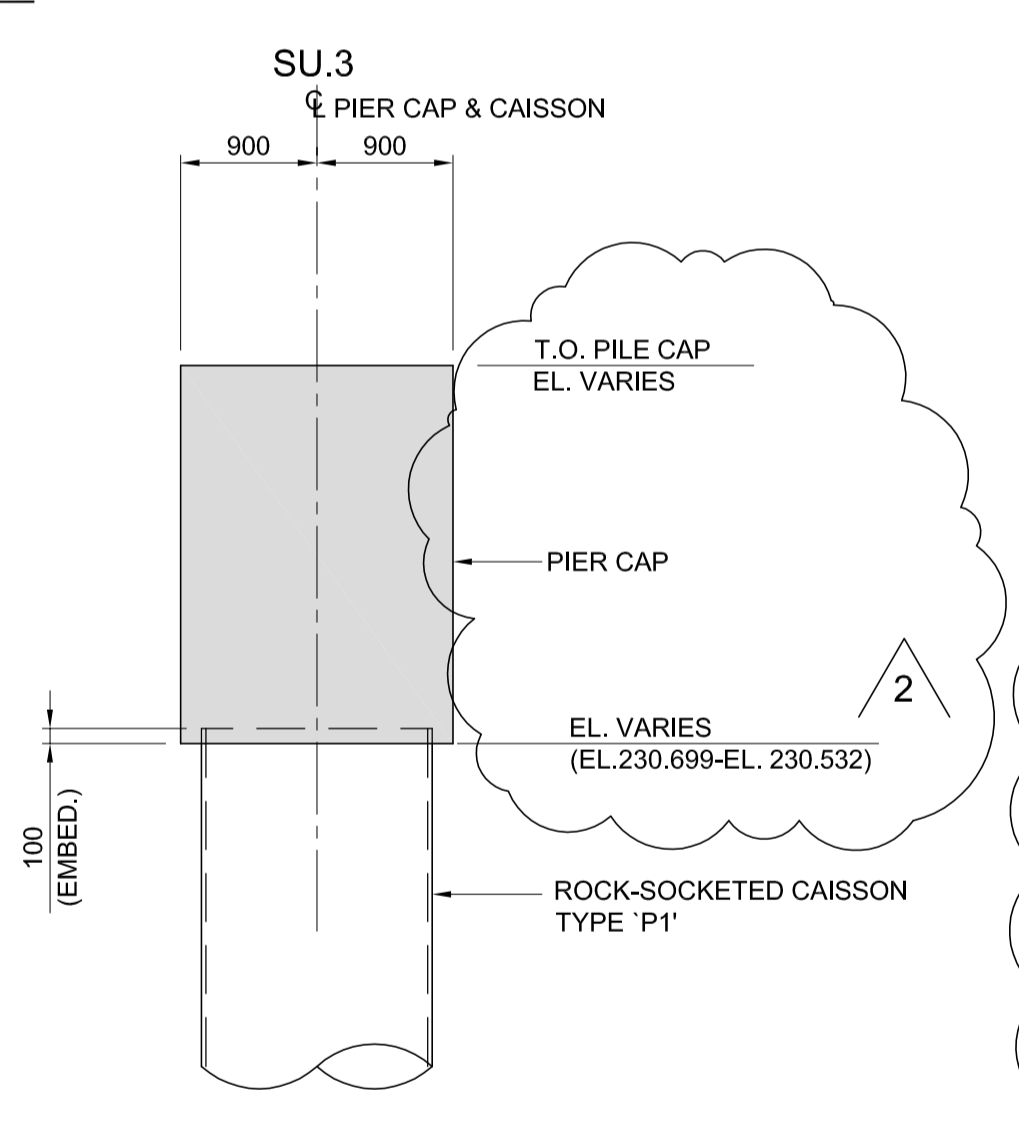 SU.3
℄ PIER CAP & CAISSON
900 900
T.O. PILE CAP
EL. VARIES
PIER CAP
2
EL. VARIES
(EL.230.699-EL. 230.532)
100
(EMBED.)
ROCK-SOCKETED CAISSON
TYPE `P1'